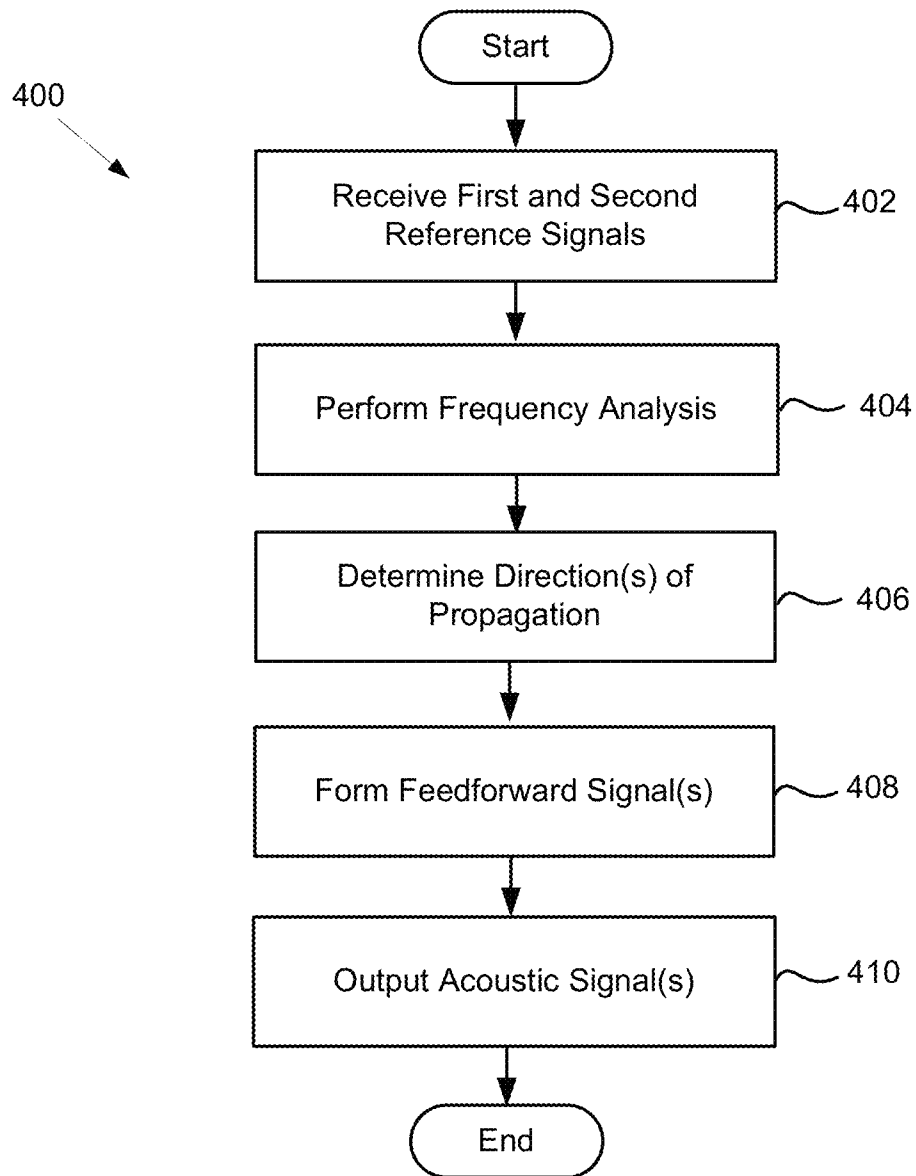 Start
400
Receive First and Second
Reference Signals
402
Perform Frequency Analysis
404
Determine Direction(s) of
Propagation
406
Form Feedforward Signal(s)
408
Output Acoustic Signal(s)
410
End